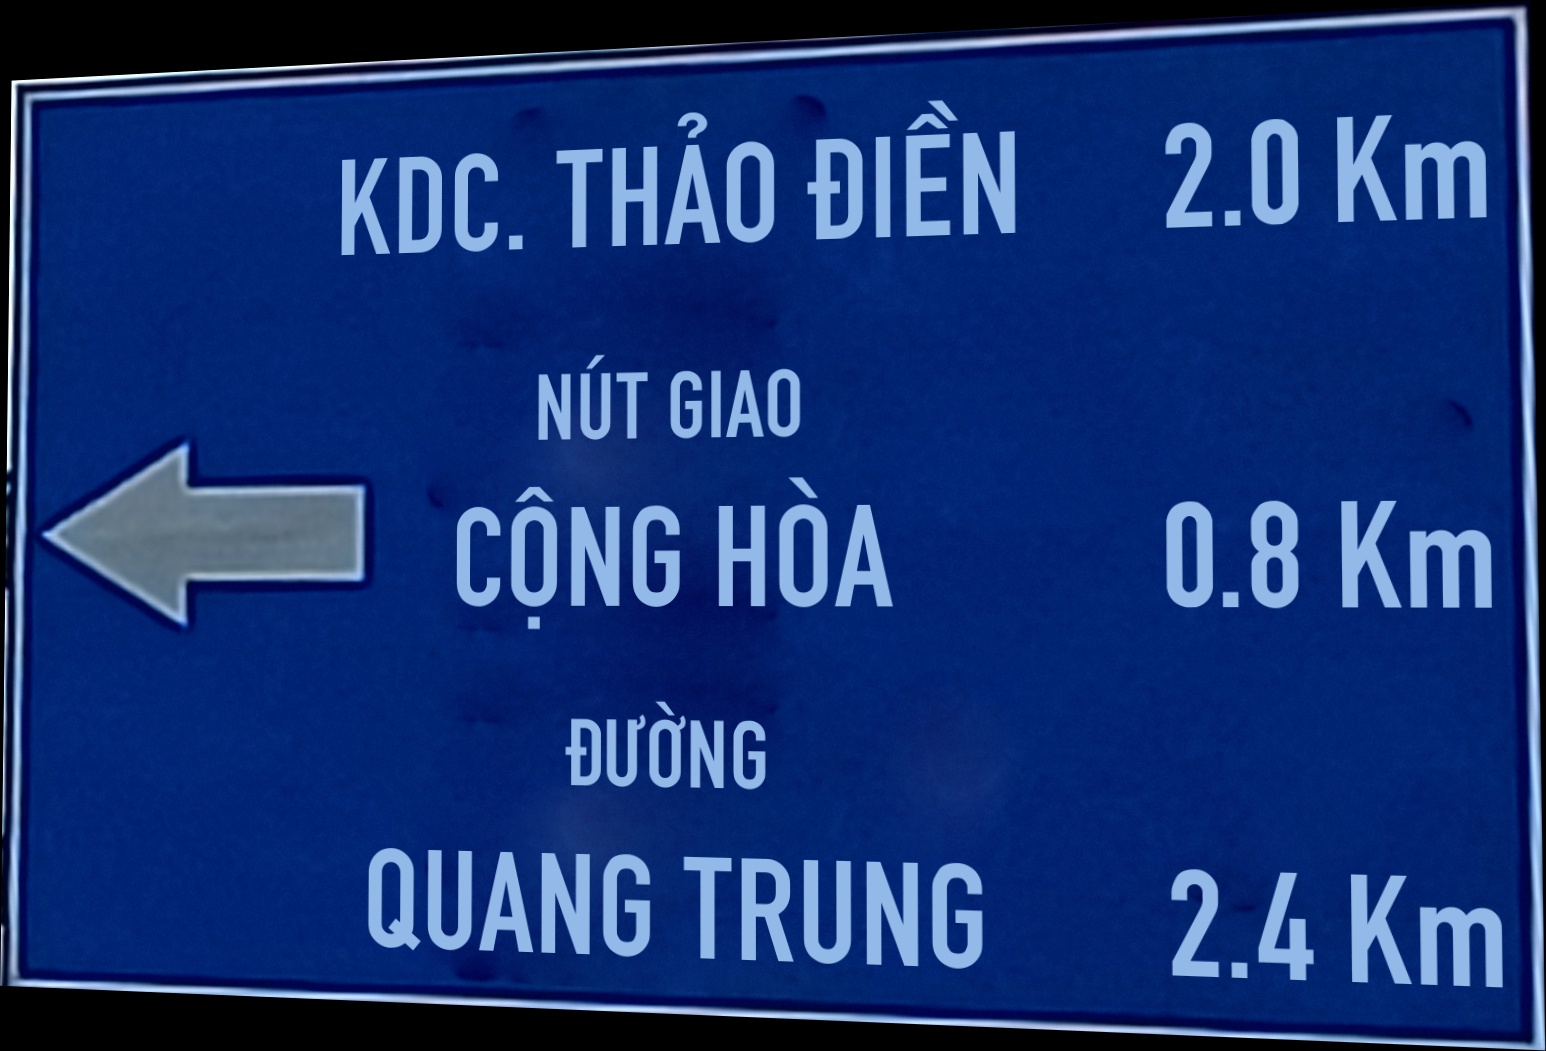 KDC. THẢO ĐIỀN 2.0 Km
NÚT GIAO
CỘNG HÒA 0.8 Km
ĐƯỜNG
QUANG TRUNG 2.4 Km